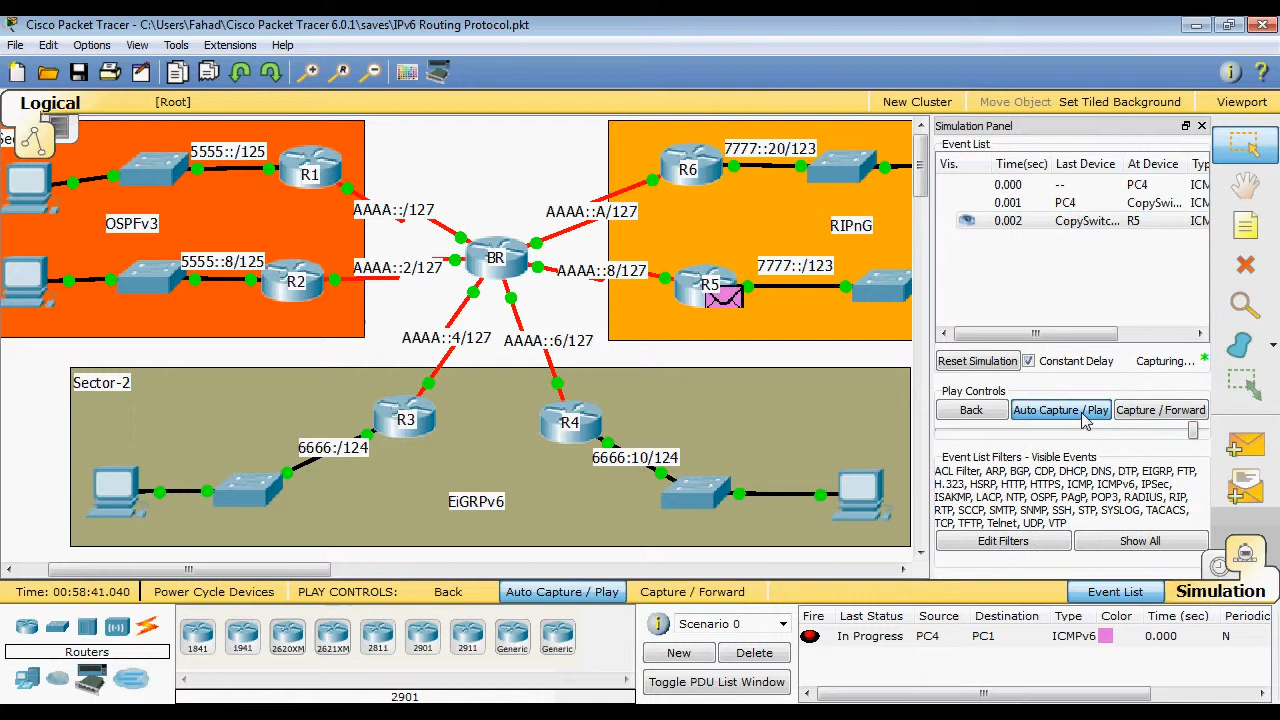 Cisco Packet Tracer - C:\Users\Fahad\Cisco Packet Tracer 6.0.1\saves\IPv6 Routing Protocol.pkt
File Edit Options View Tools Extensions Help
Logical [Root] New Cluster Move Object Set Tiled Background Viewport
5555::/125
R1
OSPFv3
AAAA::/127
5555::8/125
R2
AAAA::2/127
BR
AAAA::A/127
R6
7777::20/123
RIPnG
AAAA::8/127
R5
7777::/123
AAAA::4/127
AAAA::6/127
Sector-2
R3
R4
6666:/124
6666:10/124
EiGRPv6
Simulation Panel
Event List
Vis. Time(sec) Last Device At Device Typ
0.000 -- PC4 ICM
0.001 PC4 CopySwi... ICM
0.002 CopySwitc... R5 ICM
Reset Simulation Constant Delay Capturing... *
Play Controls
Back Auto Capture / Play Capture / Forward
Event List Filters - Visible Events
ACL Filter, ARP, BGP, CDP, DHCP, DNS, DTP, EIGRP, FTP,
H.323, HSRP, HTTP, HTTPS, ICMP, ICMPv6, IPSec,
ISAKMP, LACP, NTP, OSPF, PAgP, POP3, RADIUS, RIP,
RTP, SCCP, SMTP, SNMP, SSH, STP, SYSLOG, TACACS,
TCP, TFTP, Telnet, UDP, VTP
Edit Filters Show All
Time: 00:58:41.040 Power Cycle Devices PLAY CONTROLS: Back Auto Capture / Play Capture / Forward Event List Simulation
Routers
1841 1941 2620XM 2621XM 2811 2901 2911 Generic Generic
2901
Scenario 0
New Delete
Toggle PDU List Window
Fire Last Status Source Destination Type Color Time (sec) Periodic
In Progress PC4 PC1 ICMPv6 0.000 N